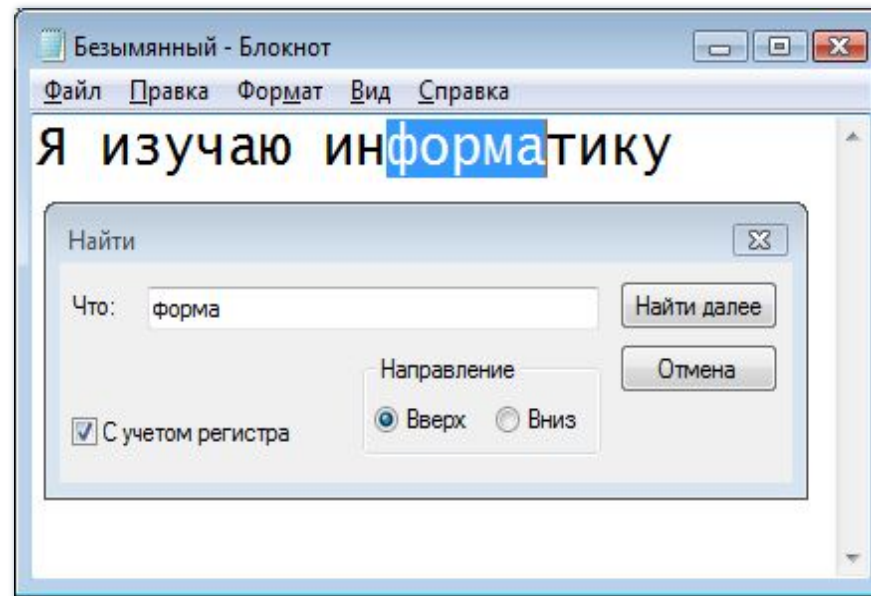 Безымянный - Блокнот
Файл Правка Формат Вид Справка
Я изучаю информатику
Найти
Что: форма Найти далее
Направление Отмена
С учетом регистра Вверх Вниз